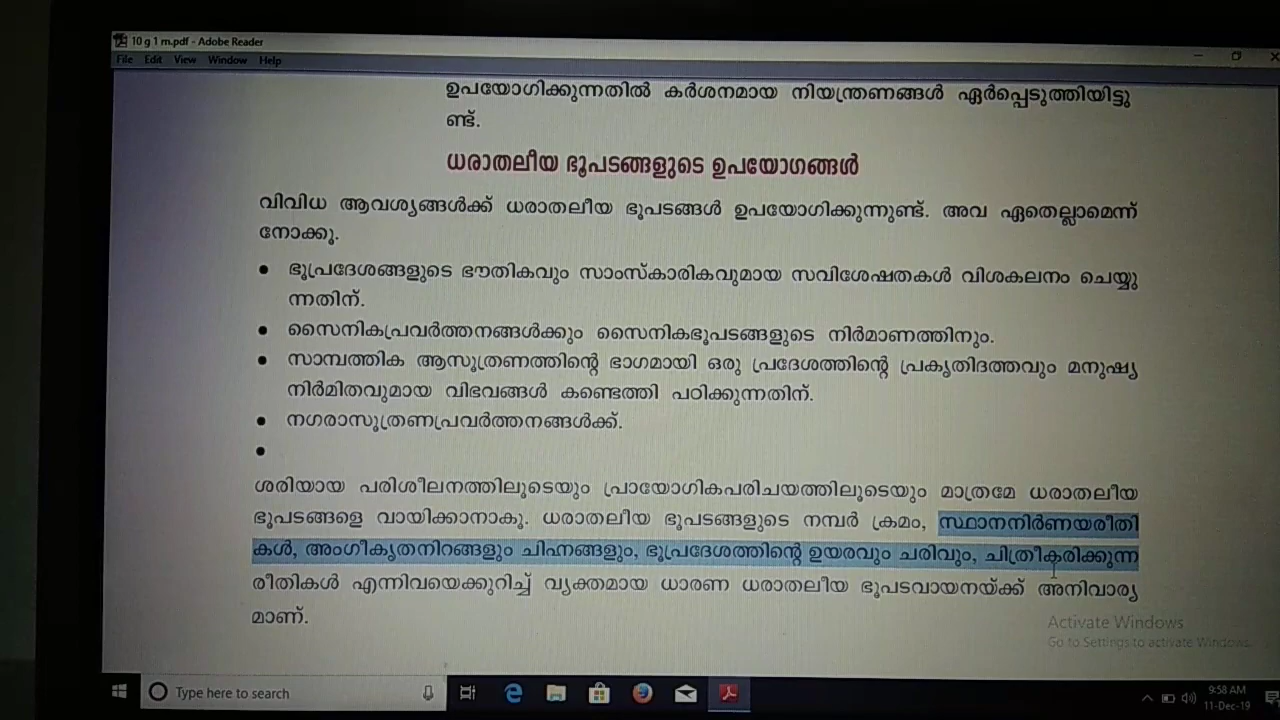 10 g 1 m.pdf - Adobe Reader
File Edit View Window Help
ഉപയോഗിക്കുന്നതിൽ കർശനമായ നിയന്ത്രണങ്ങൾ ഏർപ്പെടുത്തിയിട്ടു
ണ്ട്.
ധരാതലീയ ഭൂപടങ്ങളുടെ ഉപയോഗങ്ങൾ
വിവിധ ആവശ്യങ്ങൾക്ക് ധരാതലീയ ഭൂപടങ്ങൾ ഉപയോഗിക്കുന്നുണ്ട്. അവ ഏതെല്ലാമെന്ന്
നോക്കൂ.
• ഭൂപ്രദേശങ്ങളുടെ ഭൗതികവും സാംസ്കാരികവുമായ സവിശേഷതകൾ വിശകലനം ചെയ്യു
ന്നതിന്.
• സൈനികപ്രവർത്തനങ്ങൾക്കും സൈനികഭൂപടങ്ങളുടെ നിർമാണത്തിനും.
• സാമ്പത്തിക ആസൂത്രണത്തിന്റെ ഭാഗമായി ഒരു പ്രദേശത്തിന്റെ പ്രകൃതിദത്തവും മനുഷ്യ
നിർമിതവുമായ വിഭവങ്ങൾ കണ്ടെത്തി പഠിക്കുന്നതിന്.
• നഗരാസൂത്രണപ്രവർത്തനങ്ങൾക്ക്.
•
ശരിയായ പരിശീലനത്തിലൂടെയും പ്രായോഗികപരിചയത്തിലൂടെയും മാത്രമേ ധരാതലീയ
ഭൂപടങ്ങളെ വായിക്കാനാകൂ. ധരാതലീയ ഭൂപടങ്ങളുടെ നമ്പർ ക്രമം, സ്ഥാനനിർണയരീതി
കൾ, അംഗീകൃതനിറങ്ങളും ചിഹ്നങ്ങളും, ഭൂപ്രദേശത്തിന്റെ ഉയരവും ചരിവും, ചിത്രീകരിക്കുന്ന
രീതികൾ എന്നിവയെക്കുറിച്ച് വ്യക്തമായ ധാരണ ധരാതലീയ ഭൂപടവായനയ്ക്ക് അനിവാര്യ
മാണ്.
Activate Windows
Go to Settings to activate Windows.
Type here to search
9:58 AM
11-Dec-19